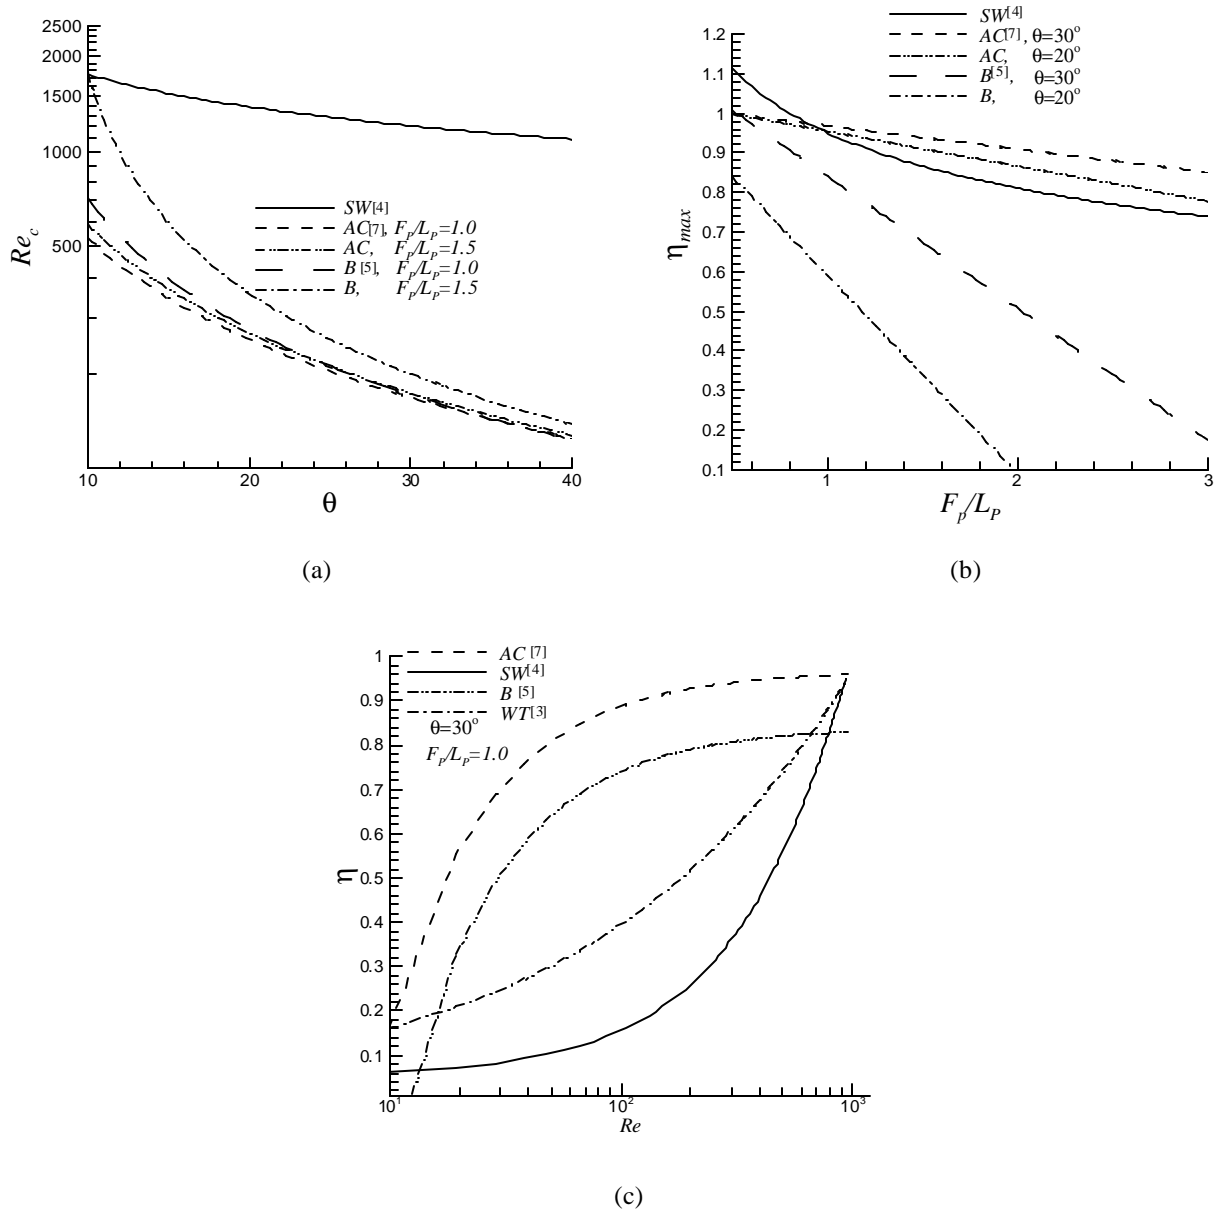 2500
2000
1500
1000
500
Re_c
SW[4]
AC[7], F_P/L_P=1.0
AC, F_P/L_P=1.5
B [5], F_P/L_P=1.0
B, F_P/L_P=1.5
10
20
30
40
θ
(a)
SW[4]
AC[7], θ=30°
AC, θ=20°
B[5], θ=30°
B, θ=20°
1.2
1.1
1
0.9
0.8
0.7
0.6
0.5
0.4
0.3
0.2
0.1
η_max
1
2
3
F_p/L_P
(b)
AC [7]
SW[4]
B [5]
WT[3]
θ=30°
F_P/L_P=1.0
1
0.9
0.8
0.7
0.6
0.5
0.4
0.3
0.2
0.1
η
10^1
10^2
10^3
Re
(c)